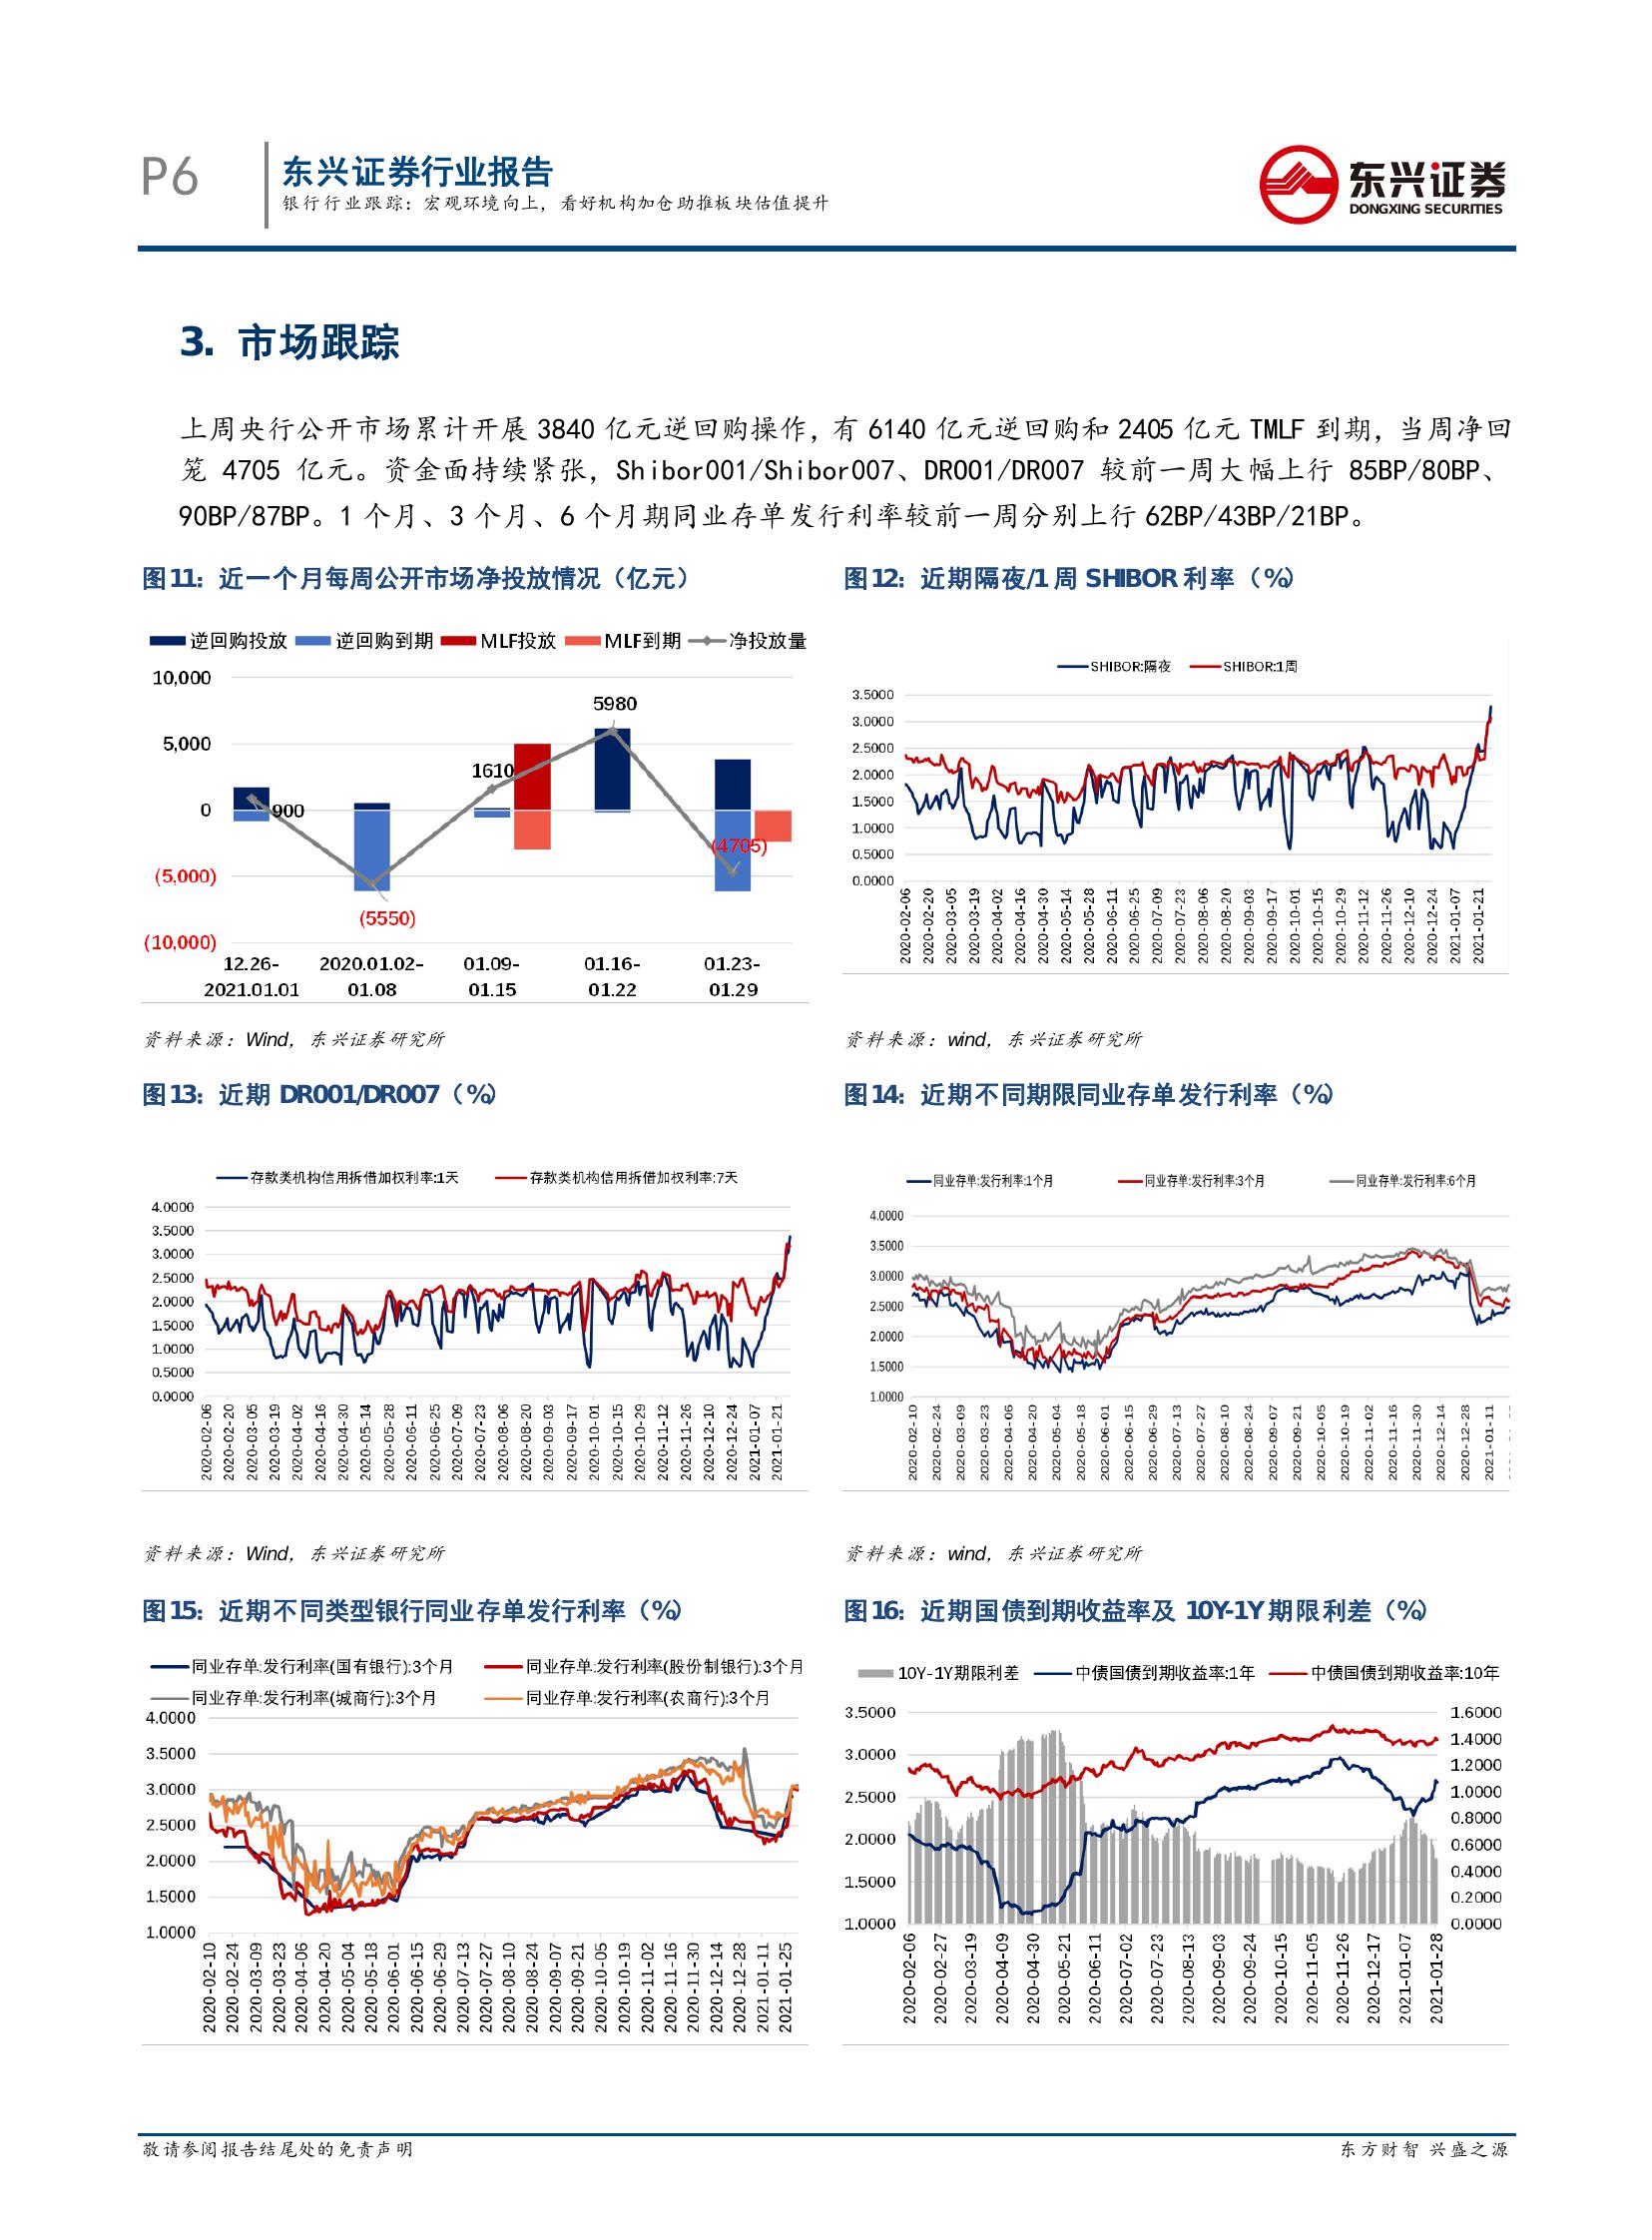 P6
东兴证券行业报告
银行行业跟踪：宏观环境向上，看好机构加仓助推板块估值提升
东兴证券
DONGXING SECURITIES
3. 市场跟踪
上周央行公开市场累计开展 3840 亿元逆回购操作，有 6140 亿元逆回购和 2405 亿元 TMLF 到期，当周净回
笼 4705 亿元。资金面持续紧张，Shibor001/Shibor007、DR001/DR007 较前一周大幅上行 85BP/80BP、
90BP/87BP。1 个月、3 个月、6 个月期同业存单发行利率较前一周分别上行 62BP/43BP/21BP。
图11：近一个月每周公开市场净投放情况（亿元）
逆回购投放 逆回购到期 MLF投放 MLF到期 净投放量
10,000
5,000
0
(5,000)
(10,000)
900
(5550)
1610
5980
(4705)
12.26- 2020.01.02- 01.09- 01.16- 01.23-
2021.01.01 01.08 01.15 01.22 01.29
资料来源：Wind，东兴证券研究所
图12：近期隔夜/1 周 SHIBOR 利率（%）
SHIBOR:隔夜 SHIBOR:1周
3.5000
3.0000
2.5000
2.0000
1.5000
1.0000
0.5000
0.0000
2020-02-06 2020-02-20 2020-03-05 2020-03-19 2020-04-02 2020-04-16 2020-04-30 2020-05-14 2020-05-28 2020-06-11 2020-06-25 2020-07-09 2020-07-23 2020-08-06 2020-08-20 2020-09-03 2020-09-17 2020-10-01 2020-10-15 2020-10-29 2020-11-12 2020-11-26 2020-12-10 2020-12-24 2021-01-07 2021-01-21
资料来源：wind，东兴证券研究所
图13：近期 DR001/DR007（%）
存款类机构信用拆借加权利率:1天 存款类机构信用拆借加权利率:7天
4.0000
3.5000
3.0000
2.5000
2.0000
1.5000
1.0000
0.5000
0.0000
2020-02-06 2020-02-20 2020-03-05 2020-03-19 2020-04-02 2020-04-16 2020-04-30 2020-05-14 2020-05-28 2020-06-11 2020-06-25 2020-07-09 2020-07-23 2020-08-06 2020-08-20 2020-09-03 2020-09-17 2020-10-01 2020-10-15 2020-10-29 2020-11-12 2020-11-26 2020-12-10 2020-12-24 2021-01-07 2021-01-21
资料来源：Wind，东兴证券研究所
图14：近期不同期限同业存单发行利率（%）
同业存单:发行利率:1个月 同业存单:发行利率:3个月 同业存单:发行利率:6个月
4.0000
3.5000
3.0000
2.5000
2.0000
1.5000
1.0000
2020-02-10 2020-02-24 2020-03-09 2020-03-23 2020-04-06 2020-04-20 2020-05-04 2020-05-18 2020-06-01 2020-06-15 2020-06-29 2020-07-13 2020-07-27 2020-08-10 2020-08-24 2020-09-07 2020-09-21 2020-10-05 2020-10-19 2020-11-02 2020-11-16 2020-11-30 2020-12-14 2020-12-28 2021-01-11
资料来源：wind，东兴证券研究所
图15：近期不同类型银行同业存单发行利率（%）
同业存单:发行利率(国有银行):3个月 同业存单:发行利率(股份制银行):3个月
同业存单:发行利率(城商行):3个月 同业存单:发行利率(农商行):3个月
4.0000
3.5000
3.0000
2.5000
2.0000
1.5000
1.0000
2020-02-10 2020-02-24 2020-03-09 2020-03-23 2020-04-06 2020-04-20 2020-05-04 2020-05-18 2020-06-01 2020-06-15 2020-06-29 2020-07-13 2020-07-27 2020-08-10 2020-08-24 2020-09-07 2020-09-21 2020-10-05 2020-10-19 2020-11-02 2020-11-16 2020-11-30 2020-12-14 2020-12-28 2021-01-11 2021-01-25
图16：近期国债到期收益率及 10Y-1Y 期限利差（%）
10Y-1Y期限利差 中债国债到期收益率:1年 中债国债到期收益率:10年
3.5000
3.0000
2.5000
2.0000
1.5000
1.0000
1.6000
1.4000
1.2000
1.0000
0.8000
0.6000
0.4000
0.2000
0.0000
2020-02-06 2020-02-27 2020-03-19 2020-04-09 2020-04-30 2020-05-21 2020-06-11 2020-07-02 2020-07-23 2020-08-13 2020-09-03 2020-09-24 2020-10-15 2020-11-05 2020-11-26 2020-12-17 2021-01-07 2021-01-28
敬请参阅报告结尾处的免责声明
东方财智 兴盛之源